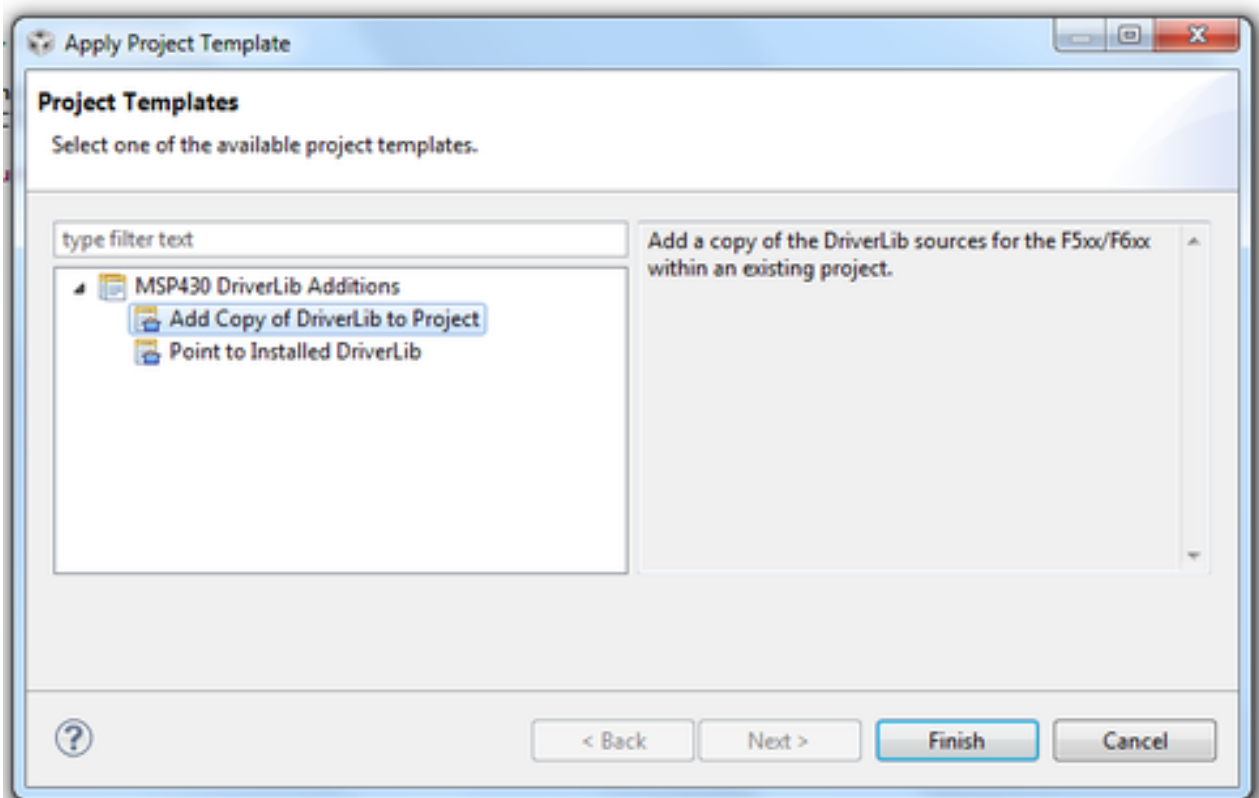 Apply Project Template
Project Templates
Select one of the available project templates.
type filter text
MSP430 DriverLib Additions
Add Copy of DriverLib to Project
Point to Installed DriverLib
Add a copy of the DriverLib sources for the F5xx/F6xx
within an existing project.
?
< Back
Next >
Finish
Cancel